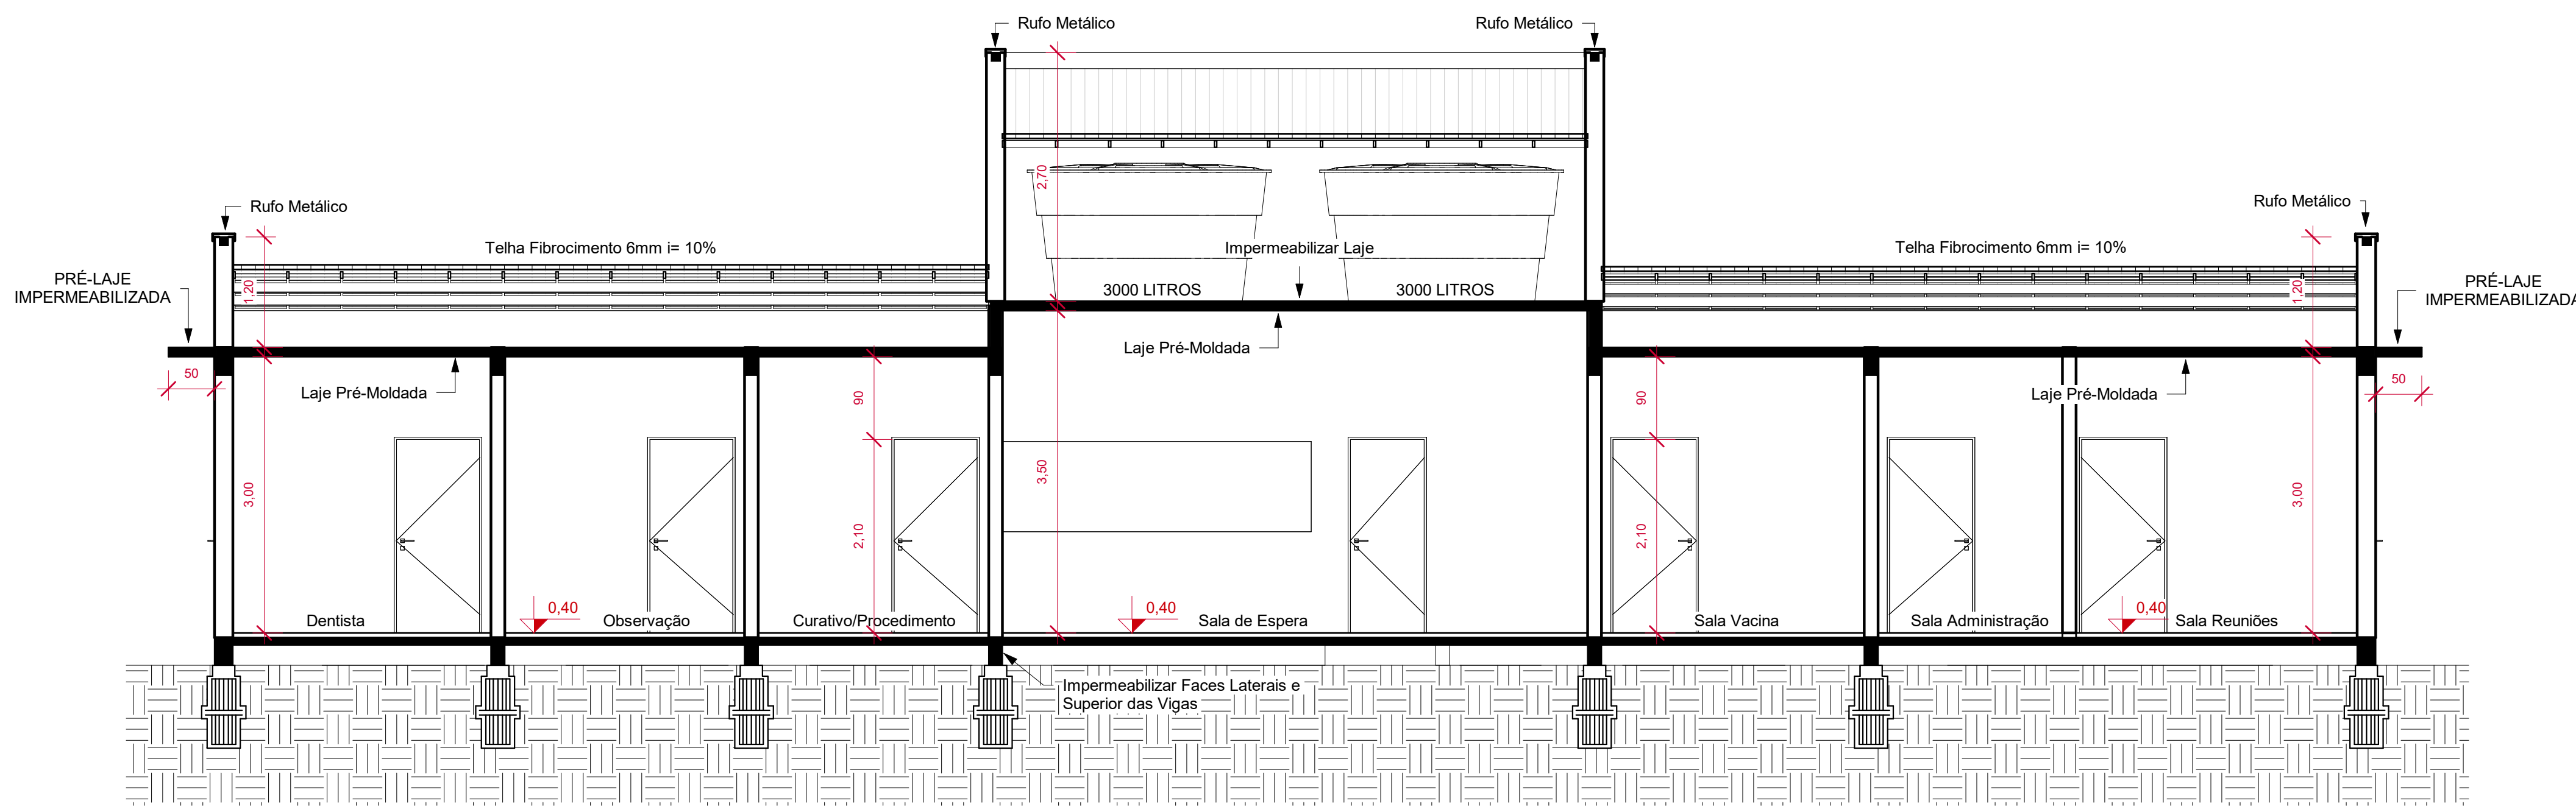 Rufo Metálico
Rufo Metálico
2,70
Rufo Metálico
Rufo Metálico
Telha Fibrocimento 6mm i= 10%
Impermeabilizar Laje
Telha Fibrocimento 6mm i= 10%
PRÉ-LAJE
IMPERMEABILIZADA
1,20
3000 LITROS
3000 LITROS
1,20
PRÉ-LAJE
IMPERMEABILIZADA
Laje Pré-Moldada
50
Laje Pré-Moldada
90
90
Laje Pré-Moldada
50
3,00
2,10
3,50
2,10
3,00
0,40
0,40
0,40
Dentista
Observação
Curativo/Procedimento
Sala de Espera
Sala Vacina
Sala Administração
Sala Reuniões
Impermeabilizar Faces Laterais e
Superior das Vigas